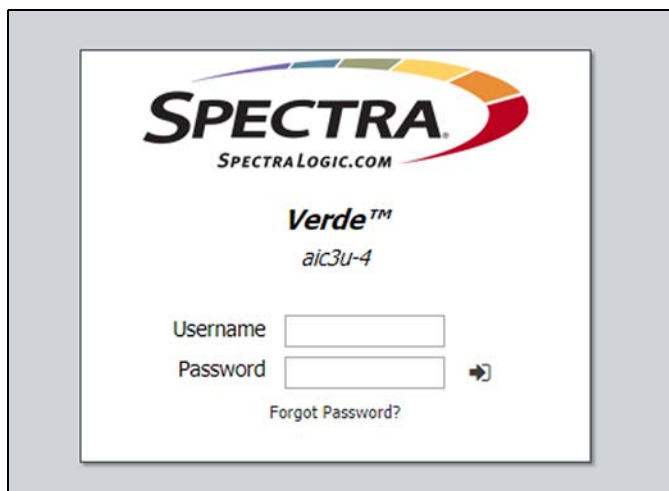 SPECTRA.
SPECTRALOGIC.COM
Verde™
aic3u-4
Username
Password
Forgot Password?